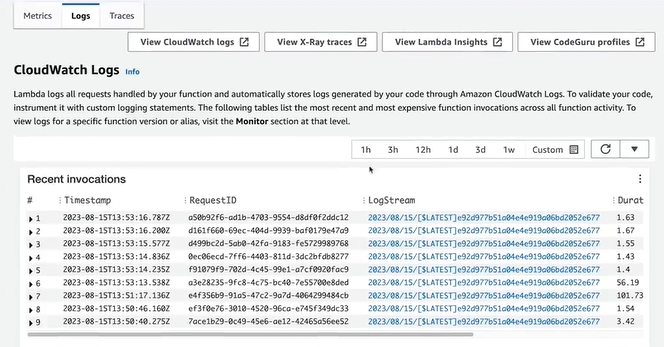 Metrics Logs Traces
View CloudWatch logs View X-Ray traces View Lambda Insights View CodeGuru profiles
CloudWatch Logs Info
Lambda logs all requests handled by your function and automatically stores logs generated by your code through Amazon CloudWatch Logs. To validate your code,
instrument it with custom logging statements. The following tables list the most recent and most expensive function invocations across all function activity. To
view logs for a specific function version or alias, visit the Monitor section at that level.
1h 3h 12h 1d 3d 1w Custom
Recent invocations
# Timestamp RequestID LogStream Durat
1 2023-08-15T13:53:16.787Z a50b92f6-ad1b-4703-9554-d8df0f2ddc12 2023/08/15/[$LATEST]e92d977b51a04e4e919a06bd2052e677 1.63
2 2023-08-15T13:53:16.200Z d161f660-69ec-404d-9939-baf0179e47a9 2023/08/15/[$LATEST]e92d977b51a04e4e919a06bd2052e677 1.67
3 2023-08-15T13:53:15.577Z d499bc2d-5ab0-42fa-9183-fe5729989768 2023/08/15/[$LATEST]e92d977b51a04e4e919a06bd2052e677 1.55
4 2023-08-15T13:53:14.836Z 0ec06ecd-7ff6-4403-811d-3dc2bfdb8277 2023/08/15/[$LATEST]e92d977b51a04e4e919a06bd2052e677 1.43
5 2023-08-15T13:53:14.235Z f91079f9-702d-4c45-99e1-a7cf0920fac9 2023/08/15/[$LATEST]e92d977b51a04e4e919a06bd2052e677 1.4
6 2023-08-15T13:53:13.538Z a3e28235-9fc8-4c75-bc40-7e55700e8ded 2023/08/15/[$LATEST]e92d977b51a04e4e919a06bd2052e677 56.19
7 2023-08-15T13:51:17.136Z e4f356b9-91a5-47c2-9a7d-4064299484cb 2023/08/15/[$LATEST]e92d977b51a04e4e919a06bd2052e677 101.73
8 2023-08-15T13:50:46.160Z ef3f0e76-3010-4520-96ca-e745f349dc33 2023/08/15/[$LATEST]e92d977b51a04e4e919a06bd2052e677 1.54
9 2023-08-15T13:50:40.275Z 7ace1b29-0c49-45e6-ae12-42465a56ee52 2023/08/15/[$LATEST]e92d977b51a04e4e919a06bd2052e677 3.42